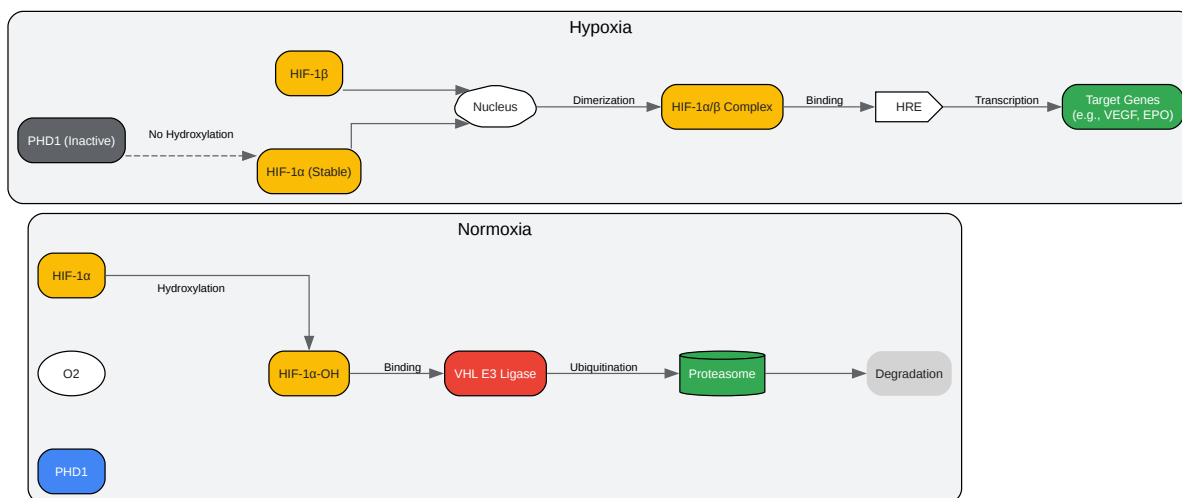 Hypoxia
HIF-1β
Nucleus
Dimerization
HIF-1α/β Complex
Binding
HRE
Transcription
Target Genes
(e.g., VEGF, EPO)
PHD1 (Inactive)
No Hydroxylation
HIF-1α (Stable)
Normoxia
HIF-1α
Hydroxylation
O2
HIF-1α-OH
Binding
VHL E3 Ligase
Ubiquitination
Proteasome
Degradation
PHD1